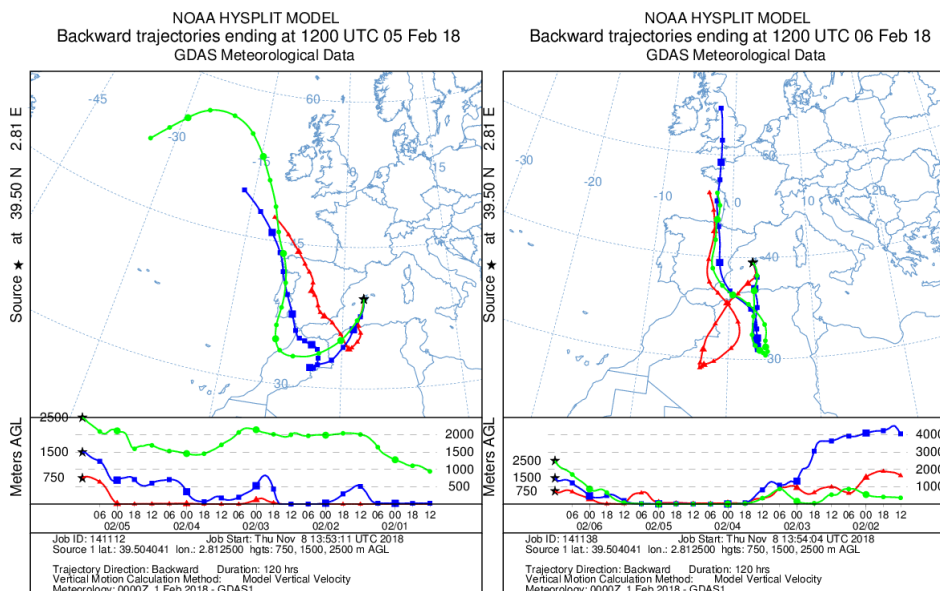 NOAA HYSPLIT MODEL
Backward trajectories ending at 1200 UTC 05 Feb 18
GDAS Meteorological Data
Source ★ at 39.50 N 2.81 E
-45
60
-30
-15
45
30
Meters AGL
2500
1500
750
2000
1500
1000
500
06 00 18 12 06 00 18 12 06 00 18 12 06 00 18 12 06 00 18 12
02/05 02/04 02/03 02/02 02/01
Job ID: 141112 Job Start: Thu Nov 8 13:53:11 UTC 2018
Source 1 lat.: 39.504041 lon.: 2.812500 hgts: 750, 1500, 2500 m AGL
Trajectory Direction: Backward Duration: 120 hrs
Vertical Motion Calculation Method: Model Vertical Velocity
Meteorology: 0000Z 1 Feb 2018 - GDAS1
NOAA HYSPLIT MODEL
Backward trajectories ending at 1200 UTC 06 Feb 18
GDAS Meteorological Data
Source ★ at 39.50 N 2.81 E
-30
-20
-10
0
10
20
50
40
30
Meters AGL
2500
1500
750
4000
3000
2000
1000
06 00 18 12 06 00 18 12 06 00 18 12 06 00 18 12 06 00 18 12
02/06 02/05 02/04 02/03 02/02
Job ID: 141138 Job Start: Thu Nov 8 13:54:04 UTC 2018
Source 1 lat.: 39.504041 lon.: 2.812500 hgts: 750, 1500, 2500 m AGL
Trajectory Direction: Backward Duration: 120 hrs
Vertical Motion Calculation Method: Model Vertical Velocity
Meteorology: 0000Z 1 Feb 2018 - GDAS1